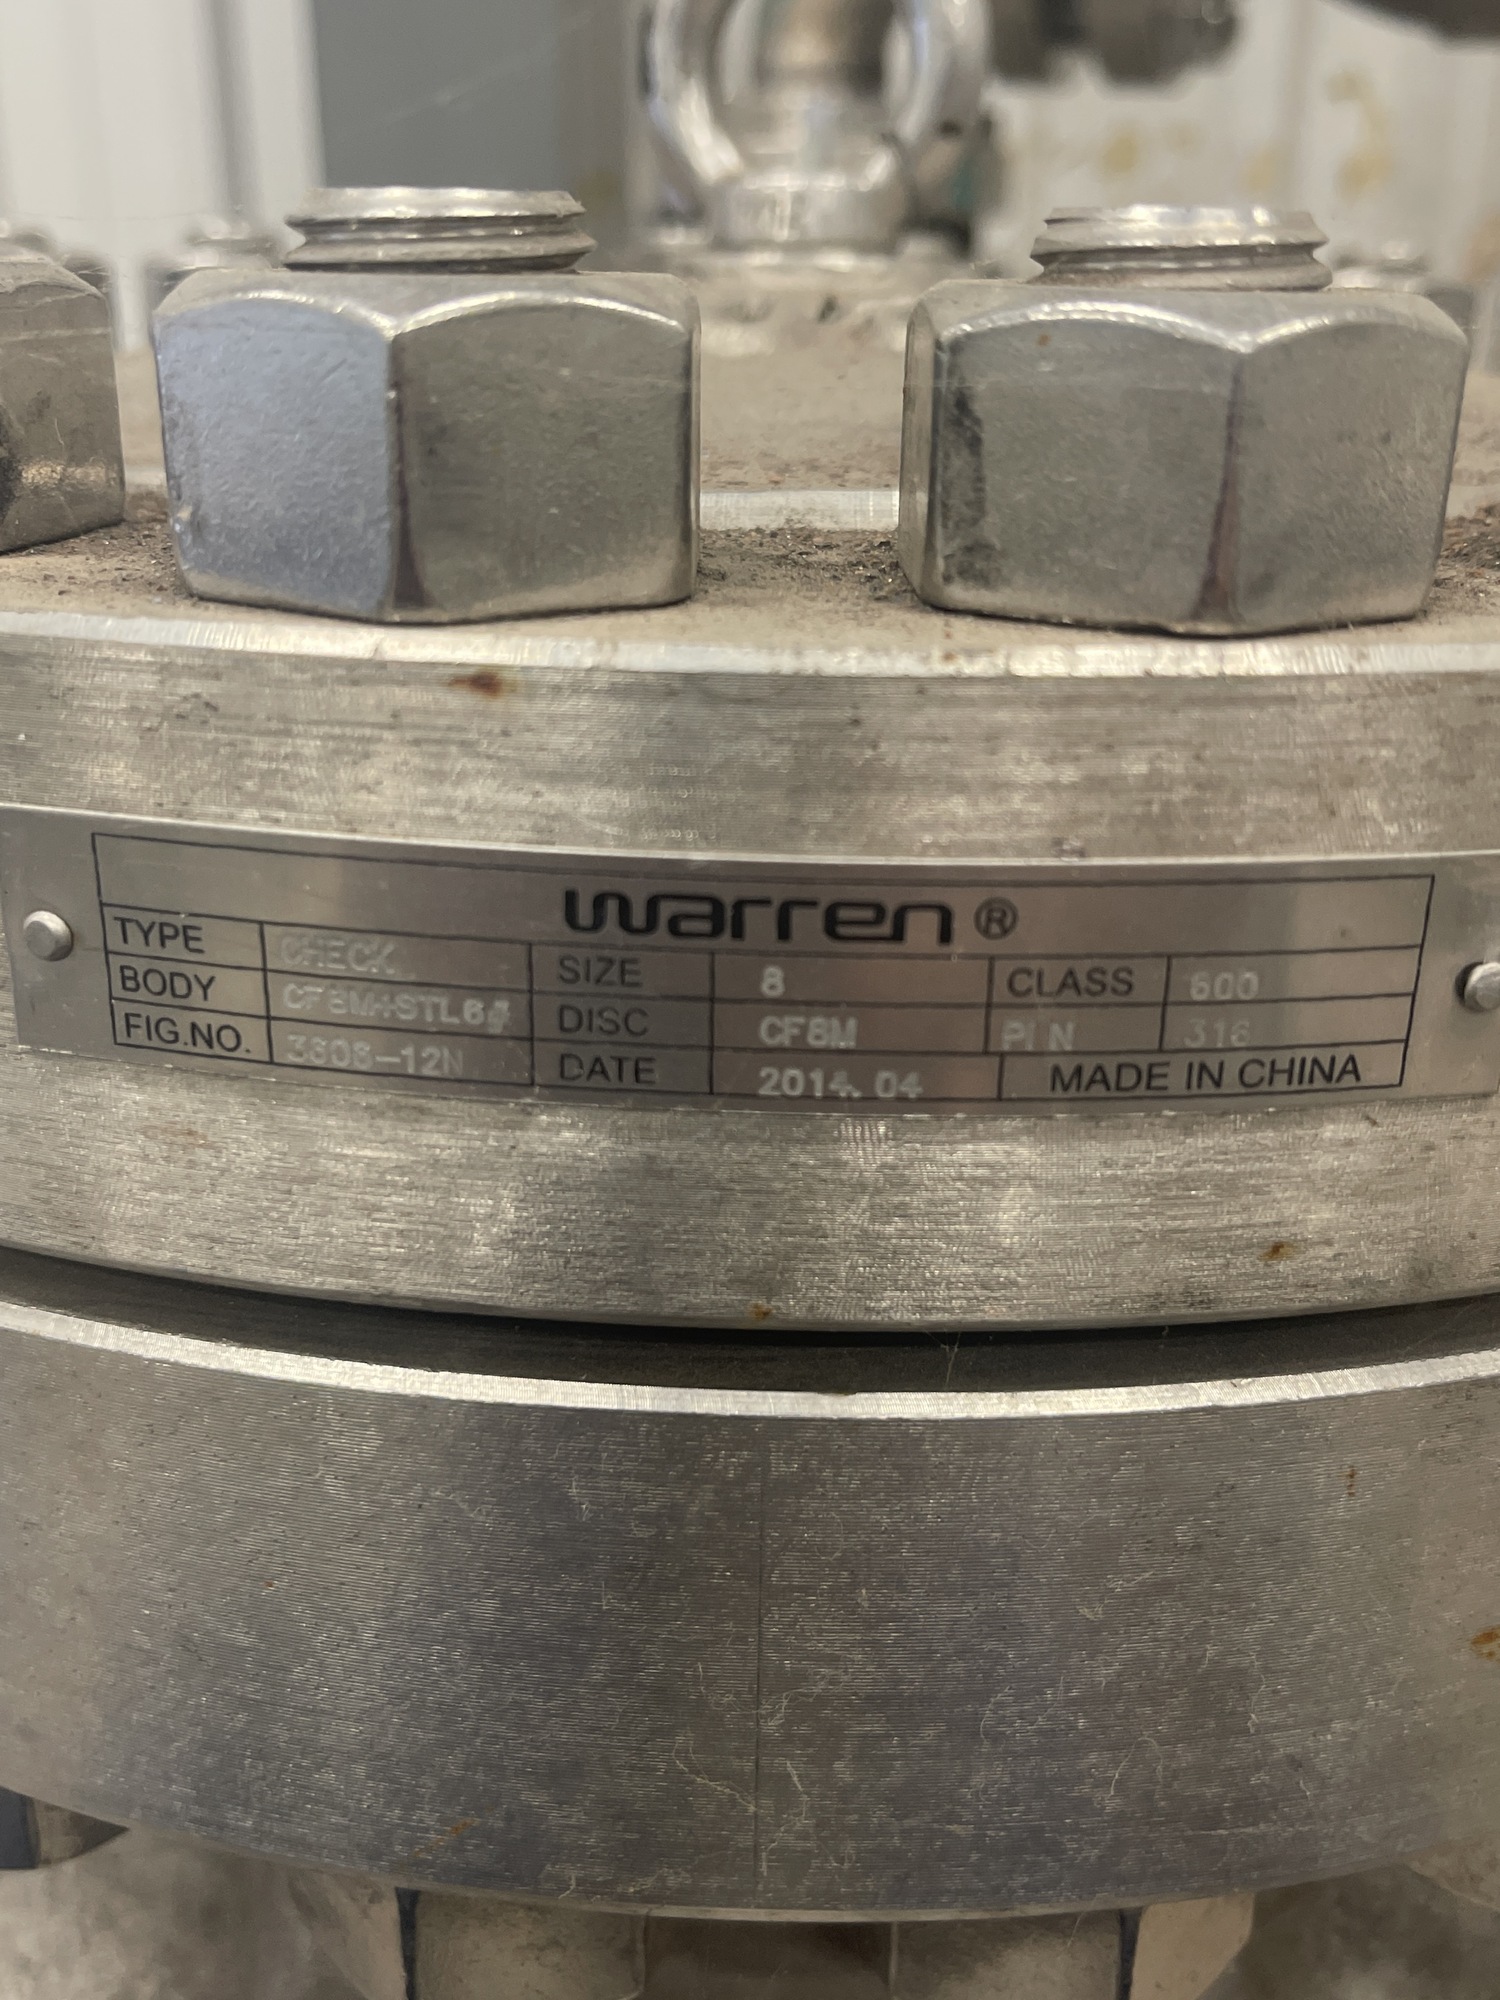 warren ®
TYPE CHECK SIZE 8 CLASS 600
BODY CF8M+STL6# DISC CF8M PIN 316
FIG.NO. 3608-12N DATE 2014.04 MADE IN CHINA